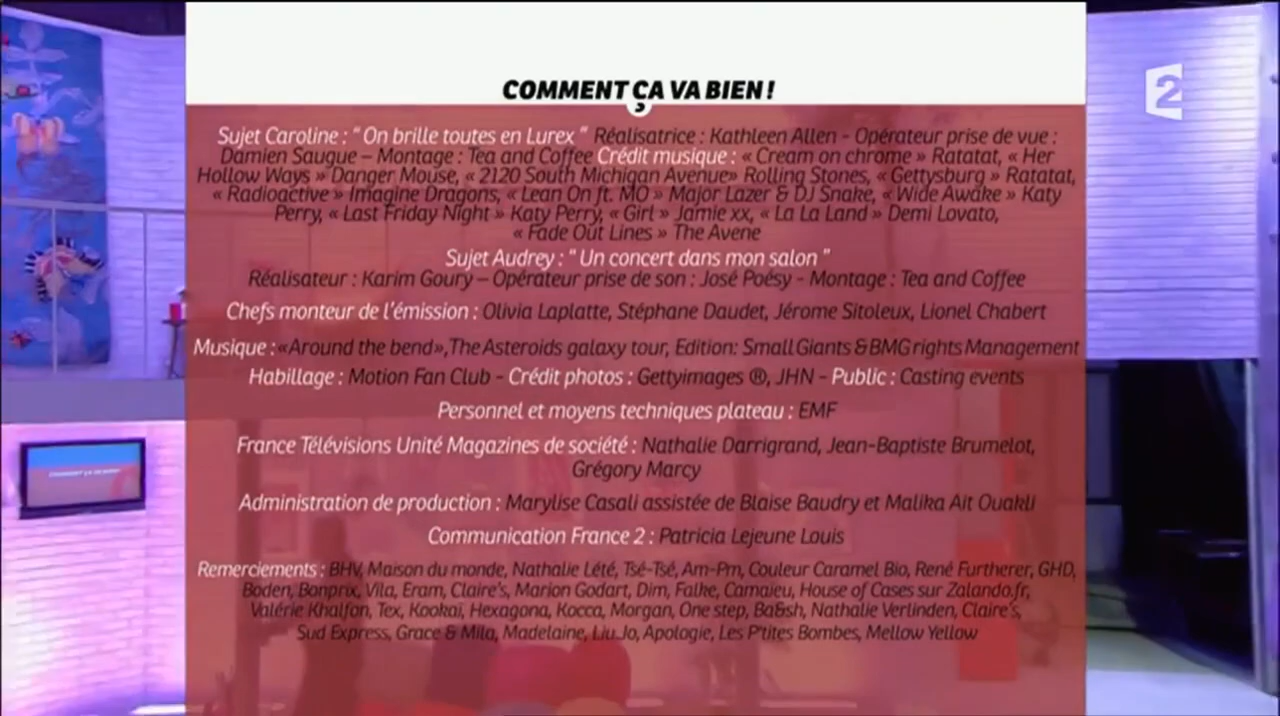 COMMENT ÇA VA BIEN !
2
Sujet Caroline : “ On brille toutes en Lurex ” Réalisatrice : Kathleen Allen - Opérateur prise de vue :
Damien Saugue – Montage : Tea and Coffee Crédit musique : « Cream on chrome » Ratatat, « Her
Hollow Ways » Danger Mouse, « 2120 South Michigan Avenue» Rolling Stones, « Gettysburg » Ratatat,
« Radioactive » Imagine Dragons, « Lean On ft. MO » Major Lazer & DJ Snake, « Wide Awake » Katy
Perry, « Last Friday Night » Katy Perry, « Girl » Jamie xx, « La La Land » Demi Lovato,
« Fade Out Lines » The Avene
Sujet Audrey : “ Un concert dans mon salon ”
Réalisateur : Karim Goury – Opérateur prise de son : José Poésy - Montage : Tea and Coffee
Chefs monteur de l'émission : Olivia Laplatte, Stéphane Daudet, Jérome Sitoleux, Lionel Chabert
Musique : «Around the bend», The Asteroids galaxy tour, Edition: Small Giants & BMG rights Management
Habillage : Motion Fan Club - Crédit photos : Gettyimages ®, JHN - Public : Casting events
Personnel et moyens techniques plateau : EMF
France Télévisions Unité Magazines de société : Nathalie Darrigrand, Jean-Baptiste Brumelot,
Grégory Marcy
COMMENT ÇA VA BIEN !
Administration de production : Marylise Casali assistée de Blaise Baudry et Malika Ait Ouakli
Communication France 2 : Patricia Lejeune Louis
Remerciements : BHV, Maison du monde, Nathalie Lété, Tsé-Tsé, Am-Pm, Couleur Caramel Bio, René Furtherer, GHD,
Boden, Bonprix, Vila, Eram, Claire's, Marion Godart, Dim, Falke, Camaieu, House of Cases sur Zalando.fr,
Valérie Khalfon, Tex, Kookaï, Hexagona, Kocca, Morgan, One step, Ba&sh, Nathalie Verlinden, Claire's,
Sud Express, Grace & Mila, Madelaine, Liu Jo, Apologie, Les P'tites Bombes, Mellow Yellow